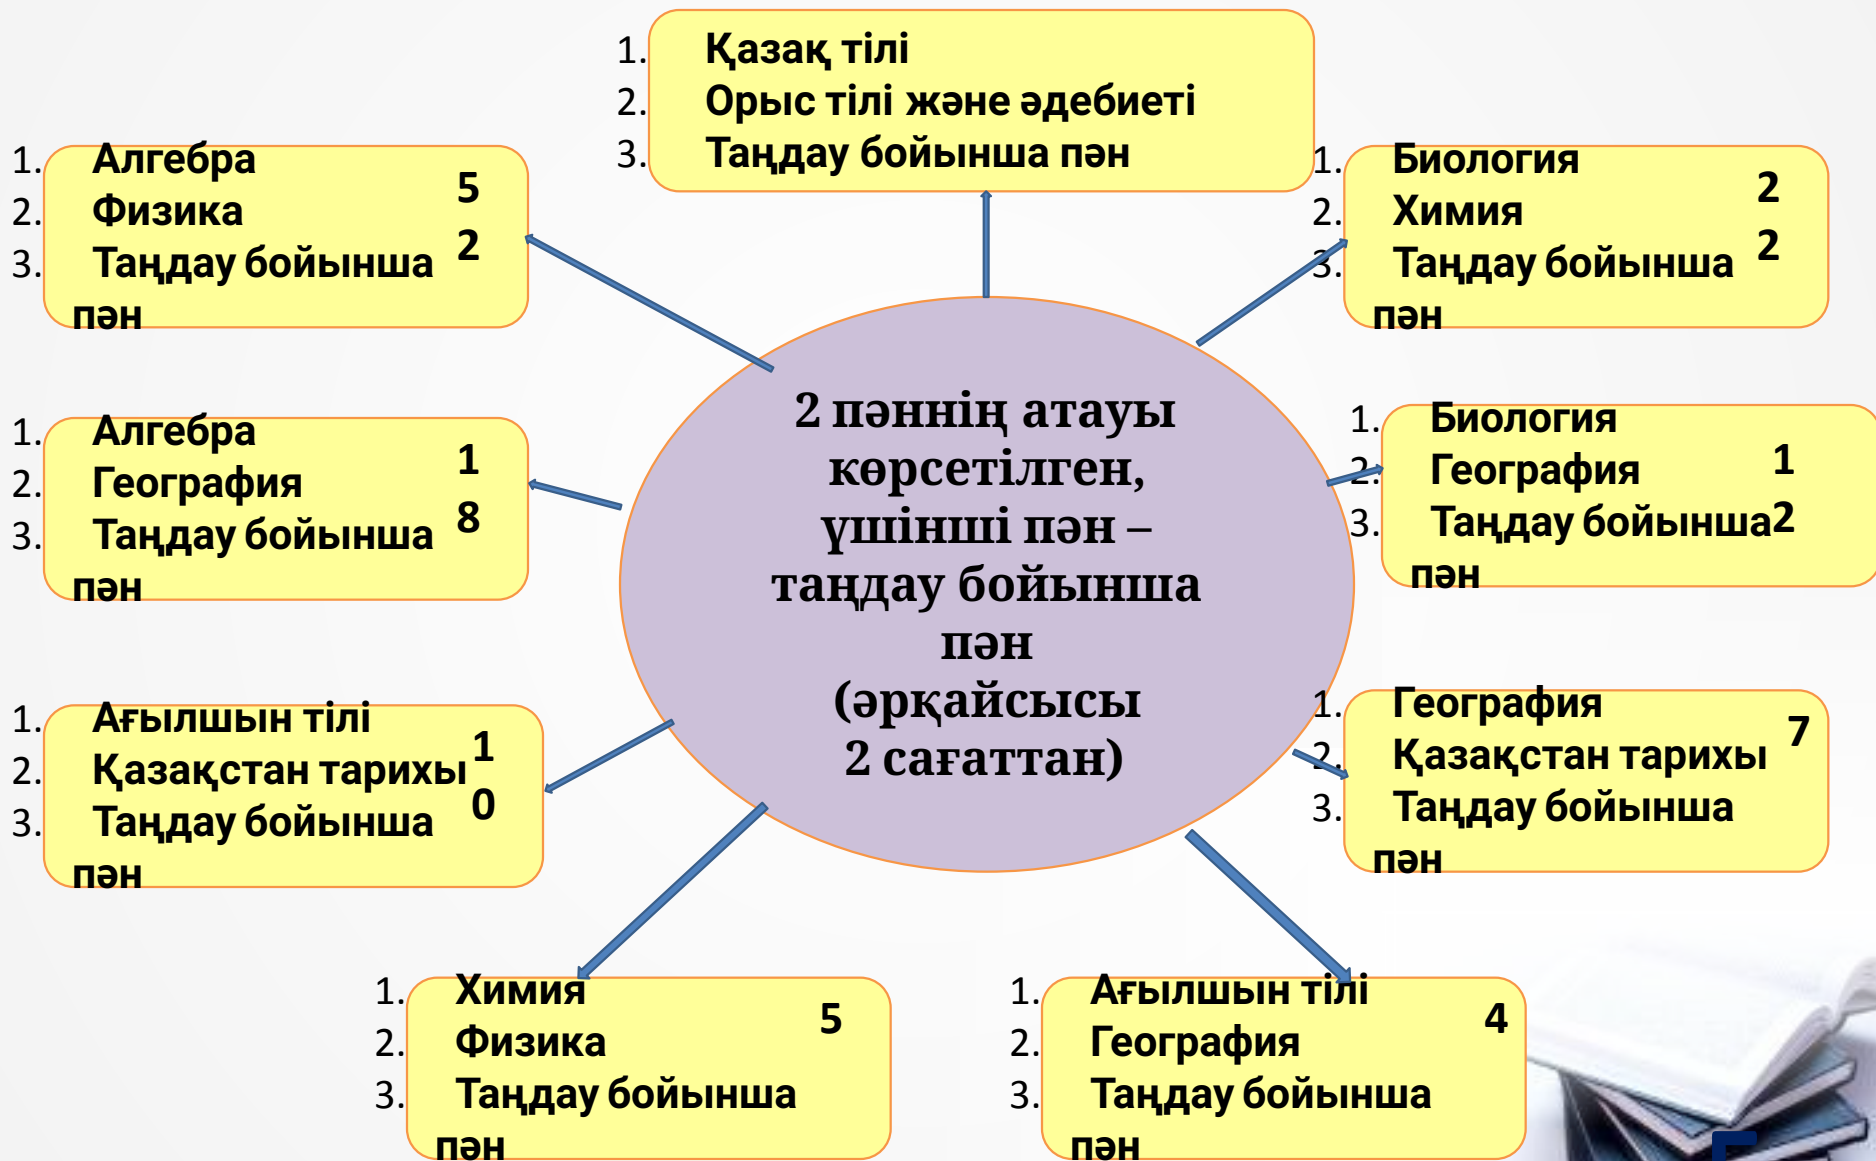 1. Қазақ тілі
2. Орыс тілі және әдебиеті
3. Таңдау бойынша пән
1. Алгебра
2. Физика
3. Таңдау бойынша
пән
5
2
1. Биология
2. Химия
3. Таңдау бойынша
пән
2
2
2 пәннің атауы
көрсетілген,
үшінші пән –
таңдау бойынша
пән
(әрқайсысы
2 сағаттан)
1. Алгебра
2. География
3. Таңдау бойынша
пән
1
8
1. Биология
2. География
3. Таңдау бойынша
пән
1
2
1. Ағылшын тілі
2. Қазақстан тарихы
3. Таңдау бойынша
пән
1
0
1. География
2. Қазақстан тарихы
3. Таңдау бойынша
пән
7
1. Химия
2. Физика
3. Таңдау бойынша
пән
5
1. Ағылшын тілі
2. География
3. Таңдау бойынша
пән
4